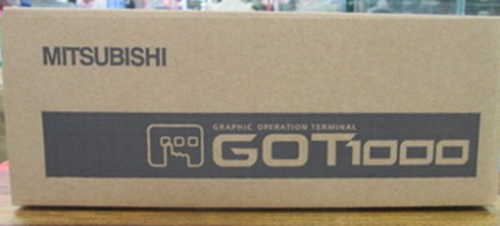 MITSUBISHI
GRAPHIC OPERATION TERMINAL
GOT1000